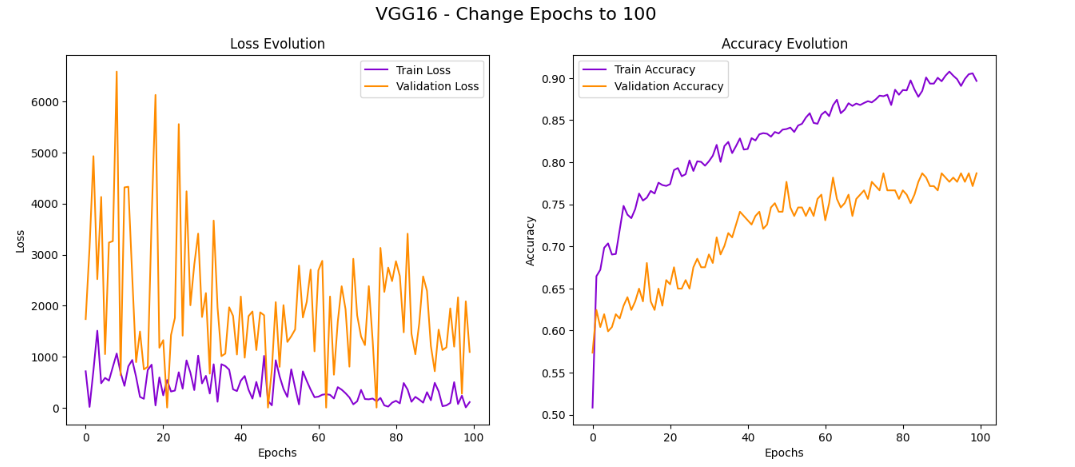 VGG16 - Change Epochs to 100
Loss Evolution
Train Loss
Validation Loss
Loss
6000
5000
4000
3000
2000
1000
0
0 20 40 60 80 100
Epochs
Accuracy Evolution
Train Accuracy
Validation Accuracy
Accuracy
0.90
0.85
0.80
0.75
0.70
0.65
0.60
0.55
0.50
0 20 40 60 80 100
Epochs